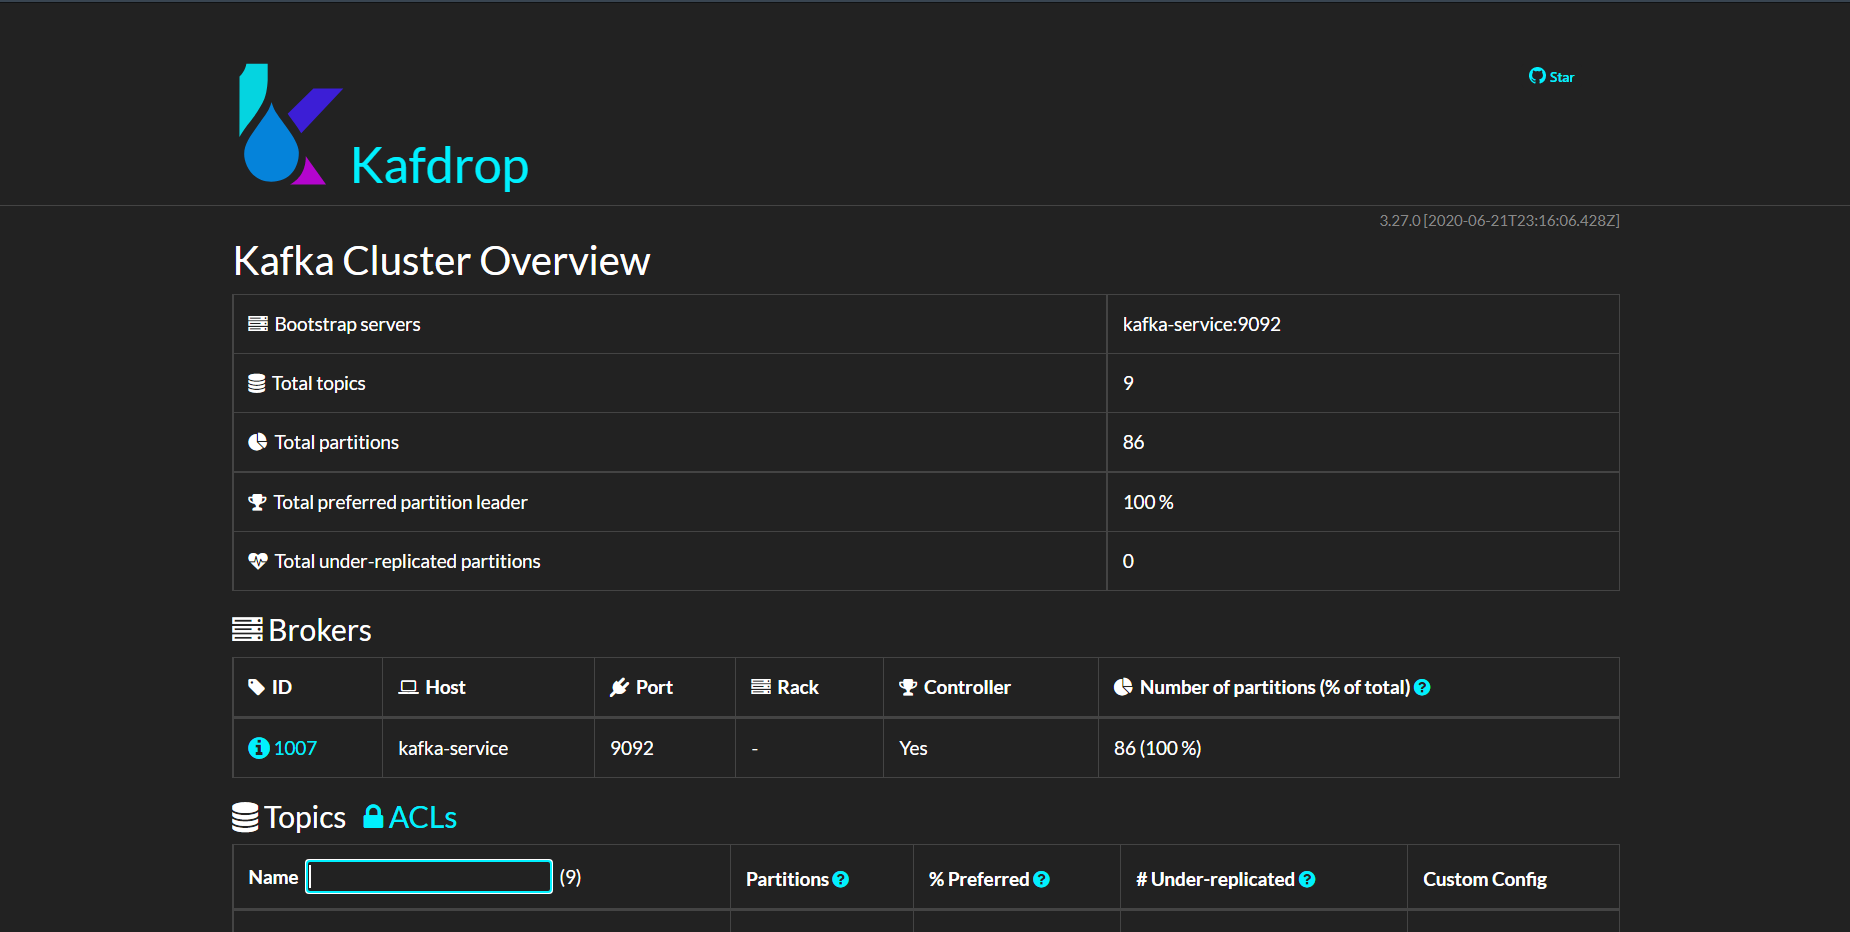 Star
Kafdrop
3.27.0 [2020-06-21T23:16:06.428Z]
Kafka Cluster Overview
Bootstrap servers kafka-service:9092
Total topics 9
Total partitions 86
Total preferred partition leader 100 %
Total under-replicated partitions 0
Brokers
ID Host Port Rack Controller Number of partitions (% of total)
1007 kafka-service 9092 - Yes 86 (100 %)
Topics ACLs
Name (9) Partitions % Preferred # Under-replicated Custom Config